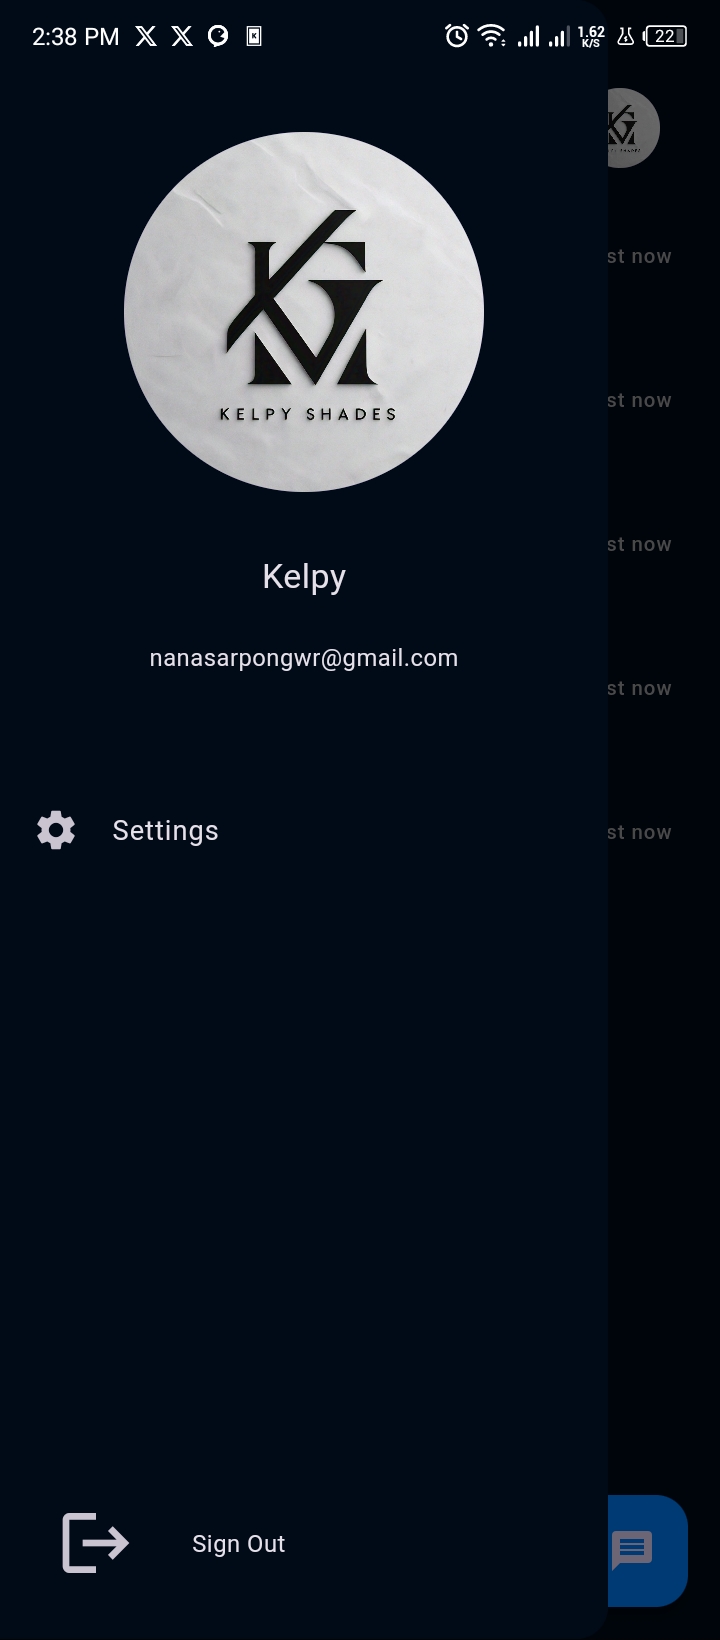 2:38 PM
1.62
K/S
22
KELPY SHADES
Kelpy
nanasarpongwr@gmail.com
st now
st now
st now
st now
st now
Settings
Sign Out